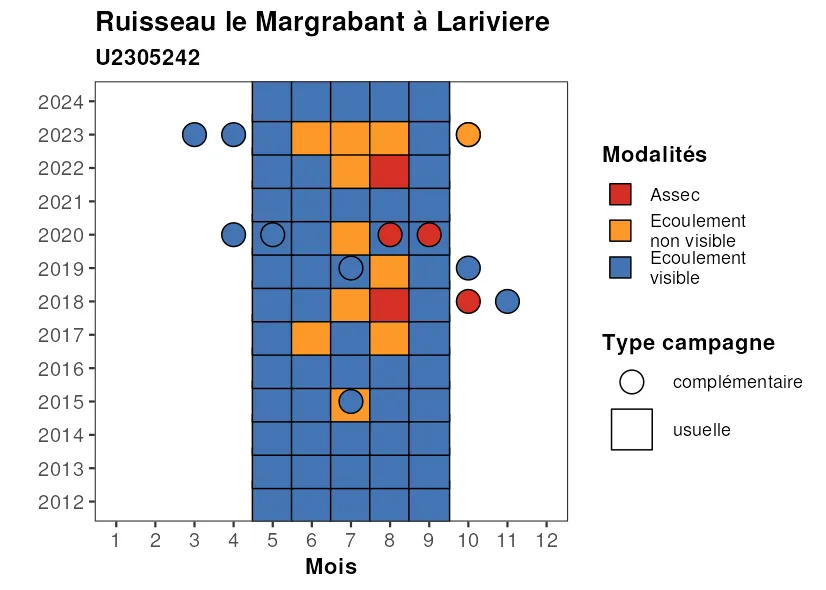 Ruisseau le Margrabant à Lariviere
U2305242
2024
2023
2022
2021
2020
2019
2018
2017
2016
2015
2014
2013
2012
1 2 3 4 5 6 7 8 9 10 11 12
Mois
Modalités
Assec
Ecoulement
non visible
Ecoulement
visible
Type campagne
complémentaire
usuelle